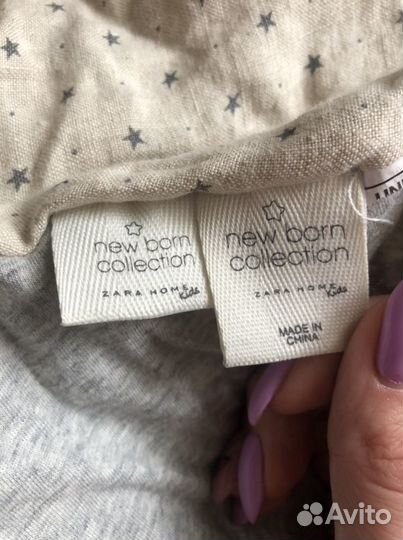 new born
collection
ZARA HOME
Kids
new born
collection
ZARA HOME
Kids
MADE IN
CHINA
Avito